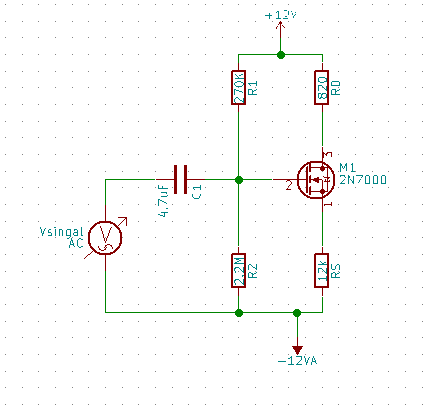 +12V
270K
R1
820
RD
3
M1
2N7000
2
1
4.7uF
C1
Vsingal
AC
V
2.2M
R2
12k
RS
-12VA